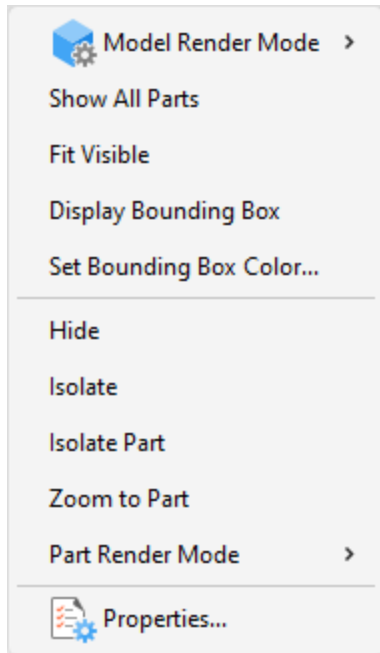 Model Render Mode
Show All Parts
Fit Visible
Display Bounding Box
Set Bounding Box Color...
Hide
Isolate
Isolate Part
Zoom to Part
Part Render Mode
Properties...